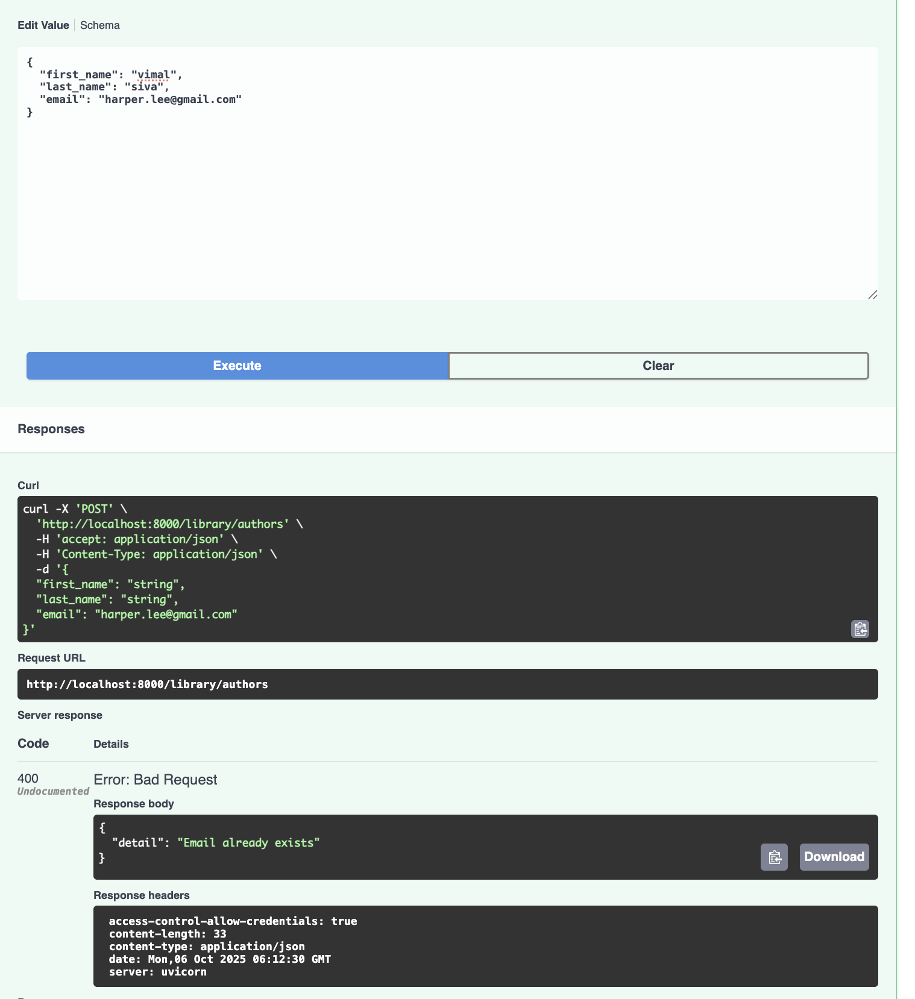 Edit Value Schema
{
  "first_name": "vimal",
  "last_name": "siva",
  "email": "harper.lee@gmail.com"
}
Execute Clear
Responses
Curl
curl -X 'POST' \
  'http://localhost:8000/library/authors' \
  -H 'accept: application/json' \
  -H 'Content-Type: application/json' \
  -d '{
  "first_name": "string",
  "last_name": "string",
  "email": "harper.lee@gmail.com"
}'
Request URL
http://localhost:8000/library/authors
Server response
Code Details
400 Error: Bad Request
Undocumented
Response body
{
  "detail": "Email already exists"
}
Download
Response headers
access-control-allow-credentials: true
content-length: 33
content-type: application/json
date: Mon,06 Oct 2025 06:12:30 GMT
server: uvicorn